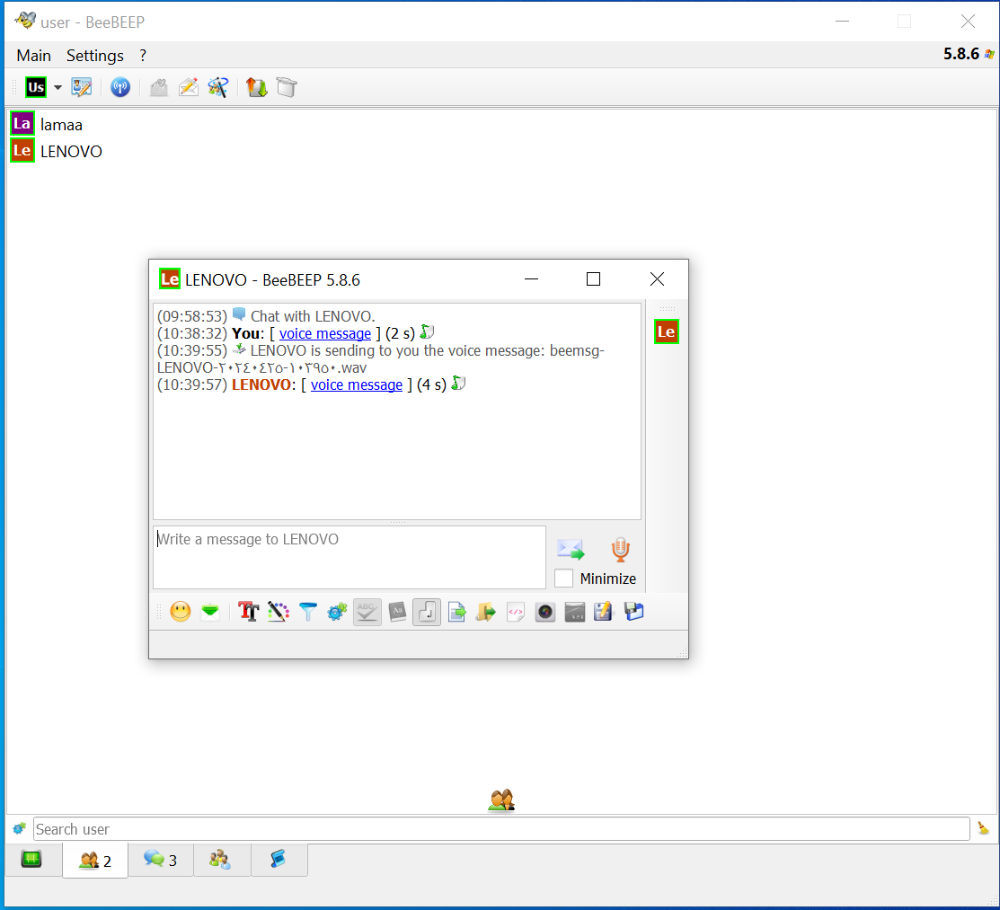 user - BeeBEEP
Main Settings ?
5.8.6
Us
La lamaa
Le LENOVO
Le LENOVO - BeeBEEP 5.8.6
(09:58:53) Chat with LENOVO.
(10:38:32) You: [ voice message ] (2 s)
(10:39:55) LENOVO is sending to you the voice message: beemsg-
LENOVO-٢٠٢٤٠٤٢٥-١٠٣٩٥٠.wav
(10:39:57) LENOVO: [ voice message ] (4 s)
Le
Write a message to LENOVO
Minimize
ABC
Aa
Search user
2
3